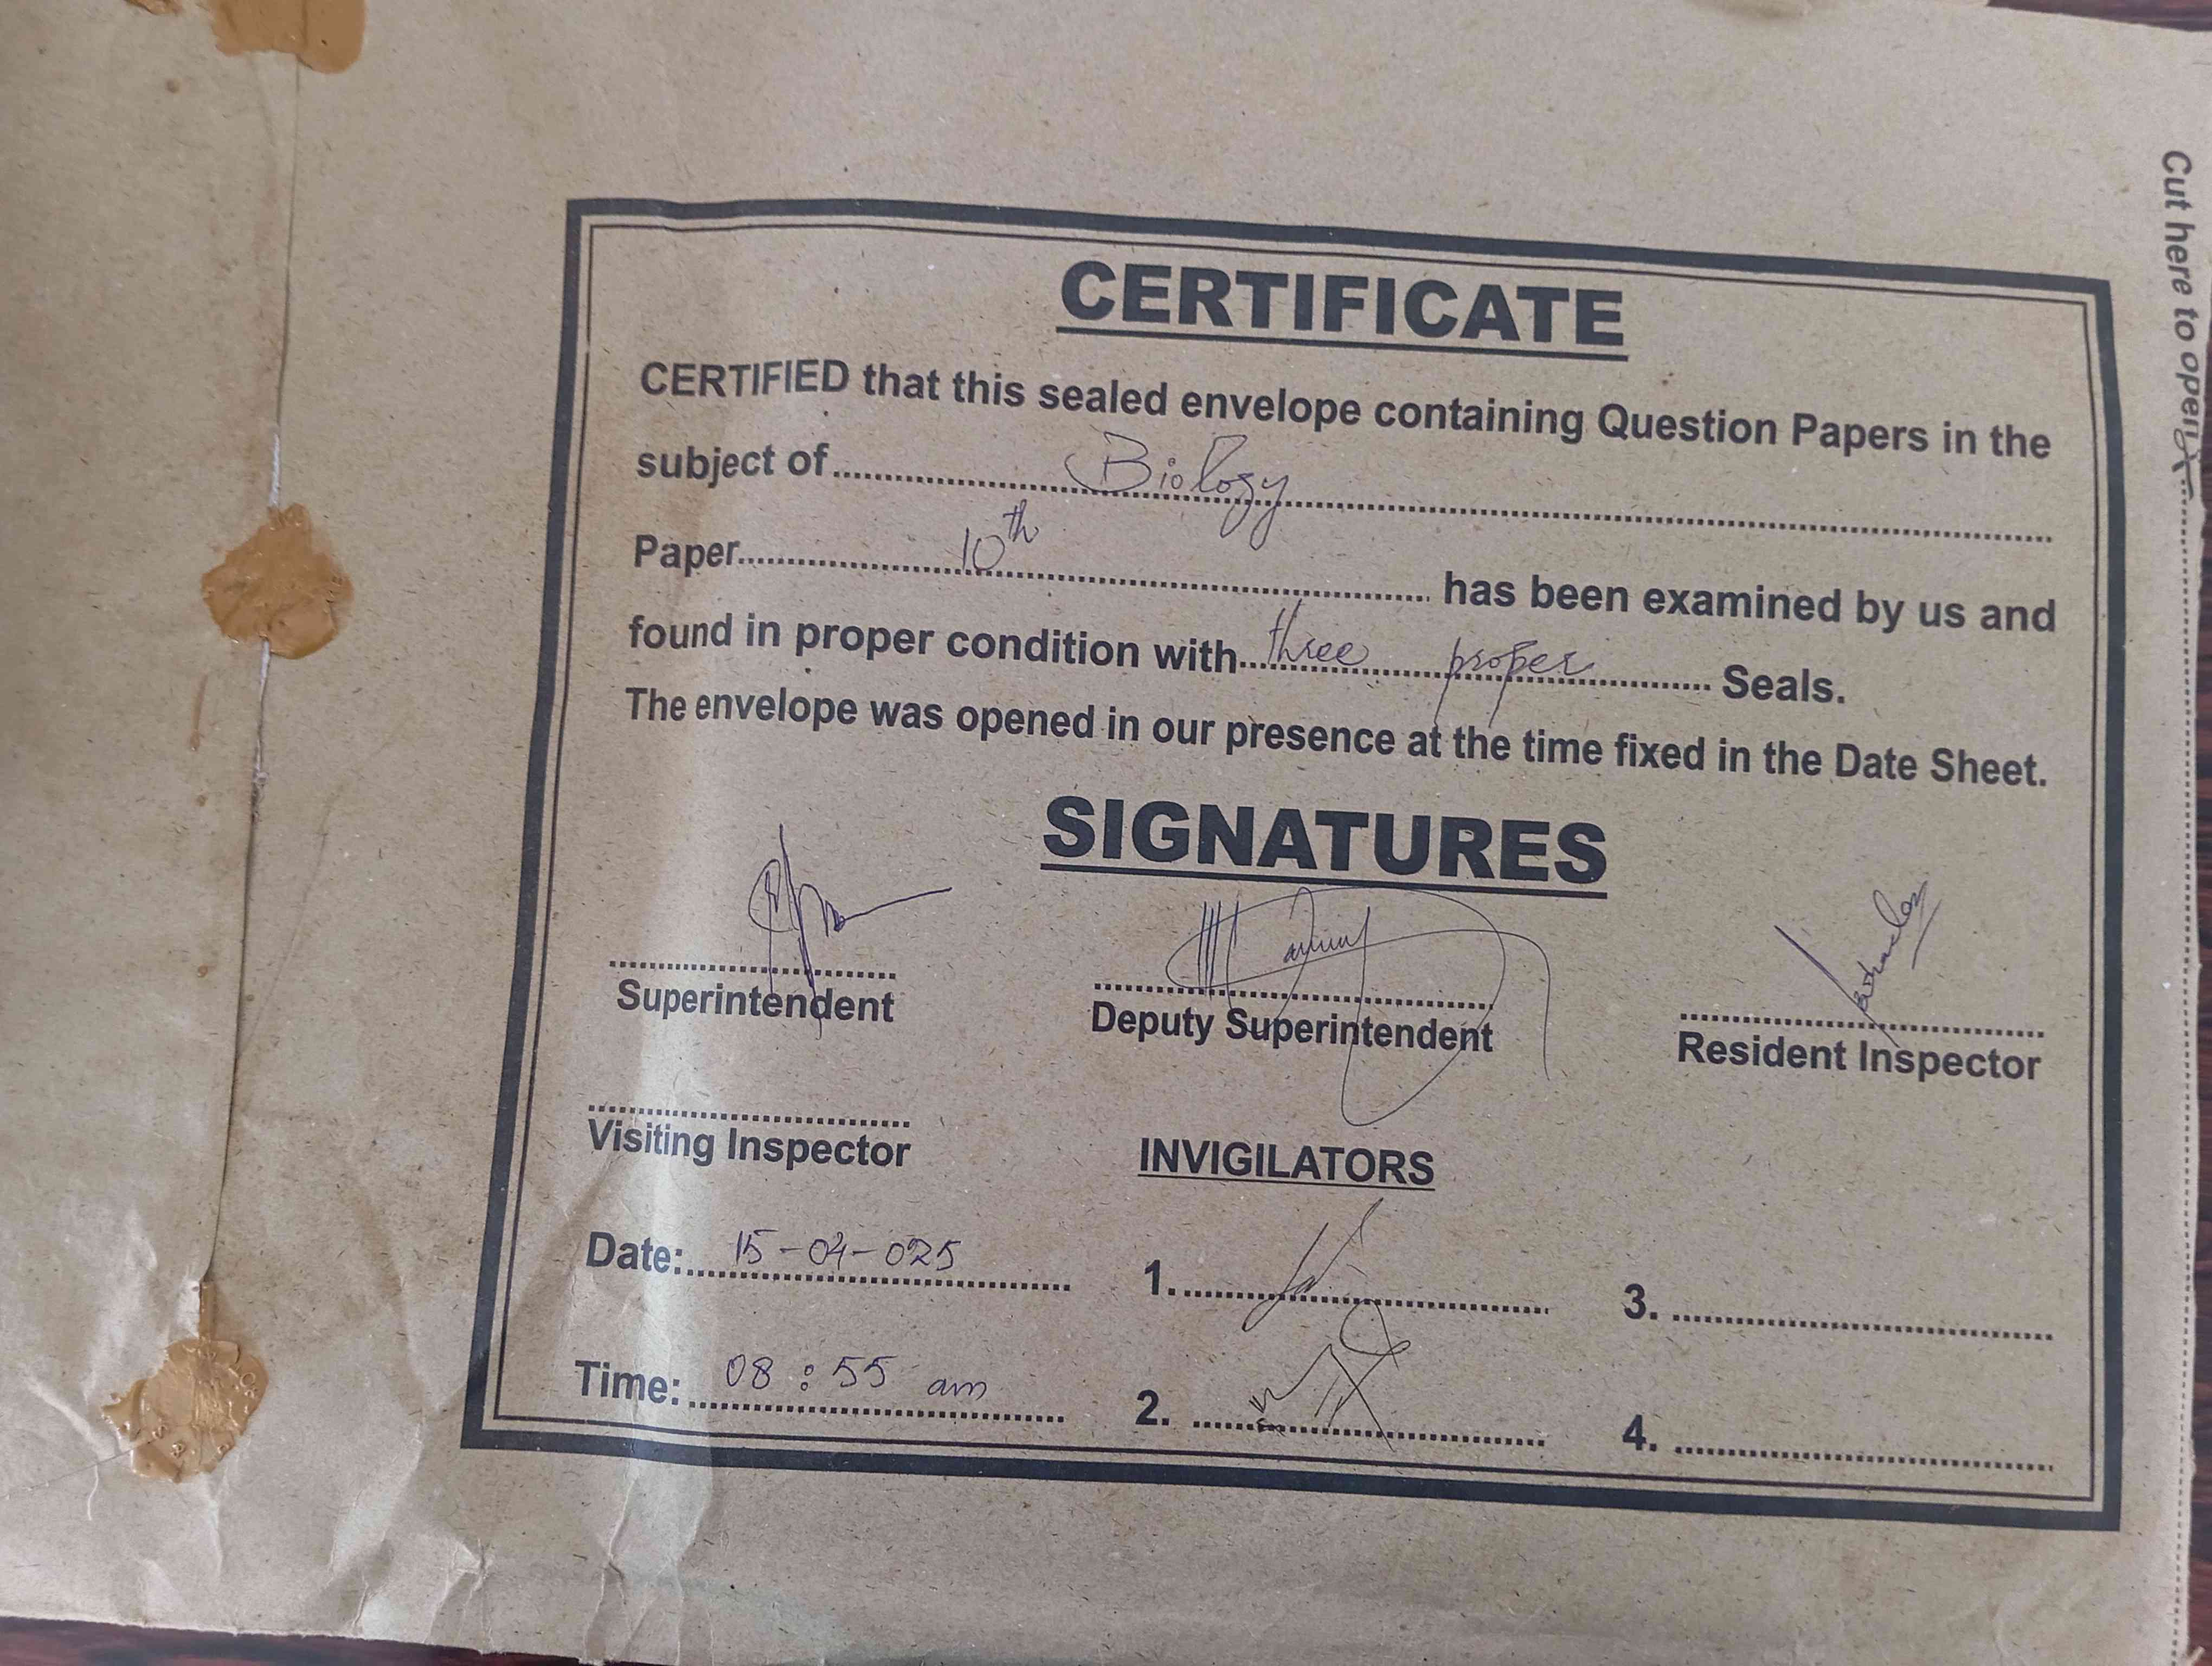 Cut here to open
CERTIFICATE
CERTIFIED that this sealed envelope containing Question Papers in the
subject of Biology
Paper 10th has been examined by us and
found in proper condition with three proper Seals.
The envelope was opened in our presence at the time fixed in the Date Sheet.
SIGNATURES
Superintendent Deputy Superintendent Resident Inspector
Visiting Inspector INVIGILATORS
Date: 15-04-025 1. 3.
Time: 08:55 am 2. 4.